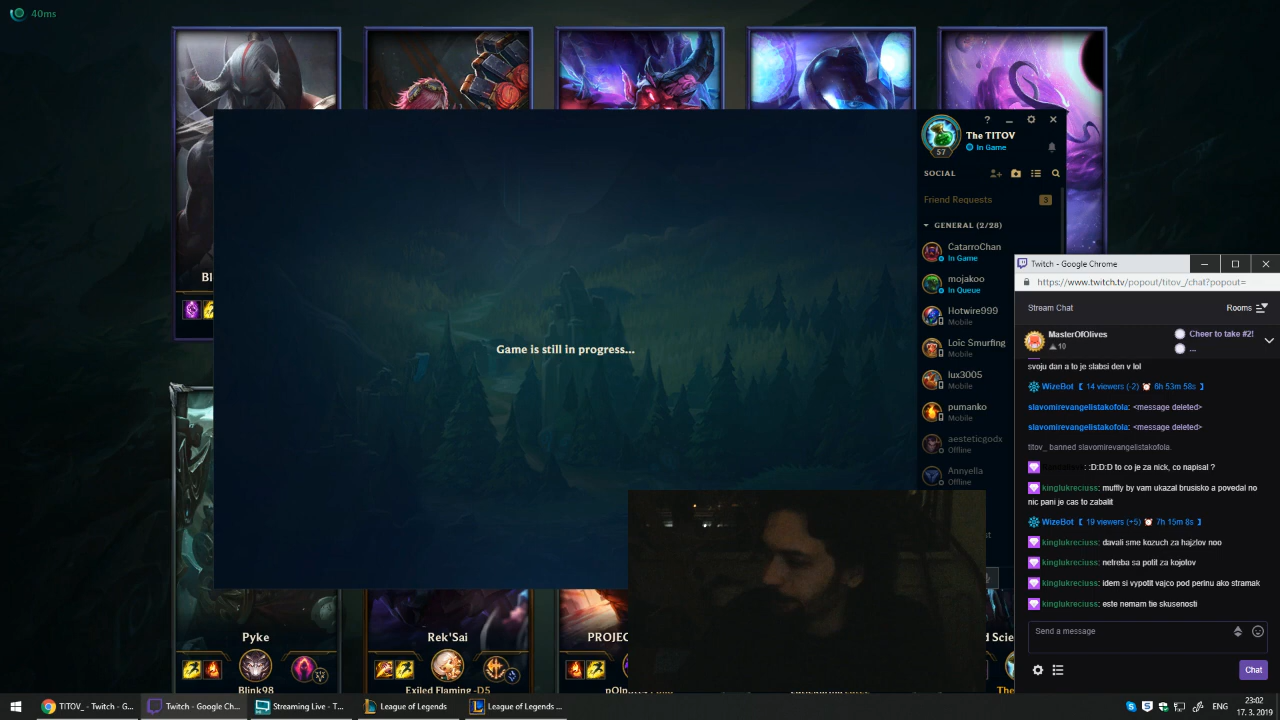 40ms
The TITOV
57
In Game
SOCIAL
Friend Requests
3
GENERAL (2/28)
CatarroChan
In Game
mojakoo
In Queue
Hotwire999
Mobile
Loic Smurfing
Mobile
lux3005
Mobile
pumanko
Mobile
aesteticgodx
Offline
Annyella
Offline
Game is still in progress...
Twitch - Google Chrome
https://www.twitch.tv/popout/titov_/chat?popout=
Stream Chat
Rooms
MasterOfOlives
10
Cheer to take #2!
...
svoju dan a to je slabsi den v lol
WizeBot 【 14 viewers (-2) ⏰ 6h 53m 58s 】
slavomirevangelistakofola: <message deleted>
slavomirevangelistakofola: <message deleted>
titov_ banned slavomirevangelistakofola.
: :D:D:D to co je za nick, co napisal ?
kinglukreciuss: muffly by vam ukazal brusisko a povedal no
nic pani je cas to zabalit
WizeBot 【 19 viewers (+5) ⏰ 7h 15m 8s 】
kinglukreciuss: davali sme kozuch za hajzlov noo
kinglukreciuss: netreba sa potit za kojotov
kinglukreciuss: idem si vypotit vajco pod perinu ako stramak
kinglukreciuss: este nemam tie skusenosti
Send a message
Chat
Bl
Pyke
Blink98
Rek'Sai
Exiled Flaming -D5
PROJEC
d Scie
The
TITOV_ - Twitch - G...
Twitch - Google Ch...
Streaming Live - T...
League of Legends
League of Legends ...
ENG
23:02
17. 3. 2019